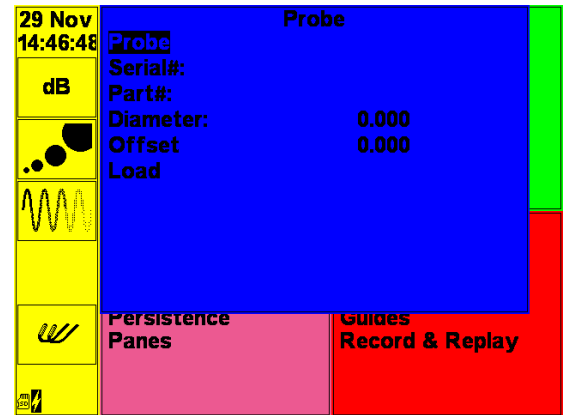 29 Nov
14:46:48
dB
SD
Probe
Probe
Serial#:
Part#:
Diameter: 0.000
Offset 0.000
Load
Persistence
Panes
Guides
Record & Replay